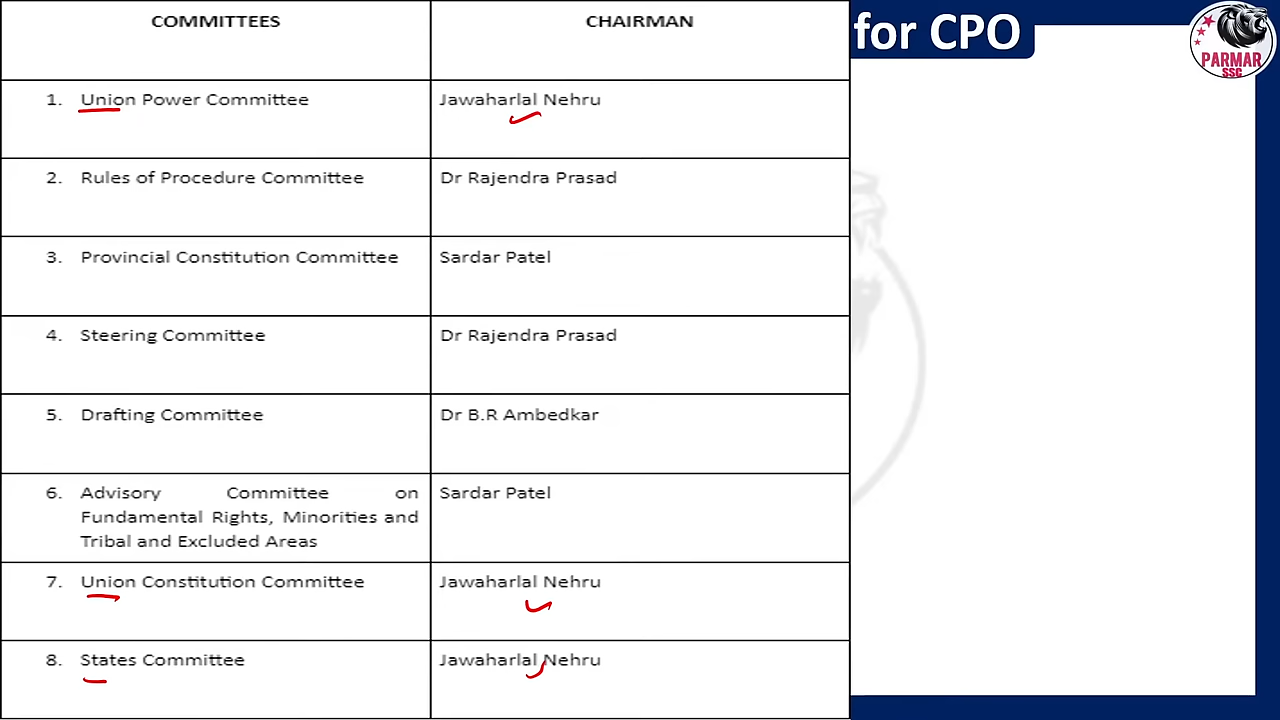 COMMITTEES CHAIRMAN
for CPO
PARMAR
SSC
1. Union Power Committee Jawaharlal Nehru
2. Rules of Procedure Committee Dr Rajendra Prasad
3. Provincial Constitution Committee Sardar Patel
4. Steering Committee Dr Rajendra Prasad
5. Drafting Committee Dr B.R Ambedkar
6. Advisory Committee on Sardar Patel
Fundamental Rights, Minorities and
Tribal and Excluded Areas
7. Union Constitution Committee Jawaharlal Nehru
8. States Committee Jawaharlal Nehru